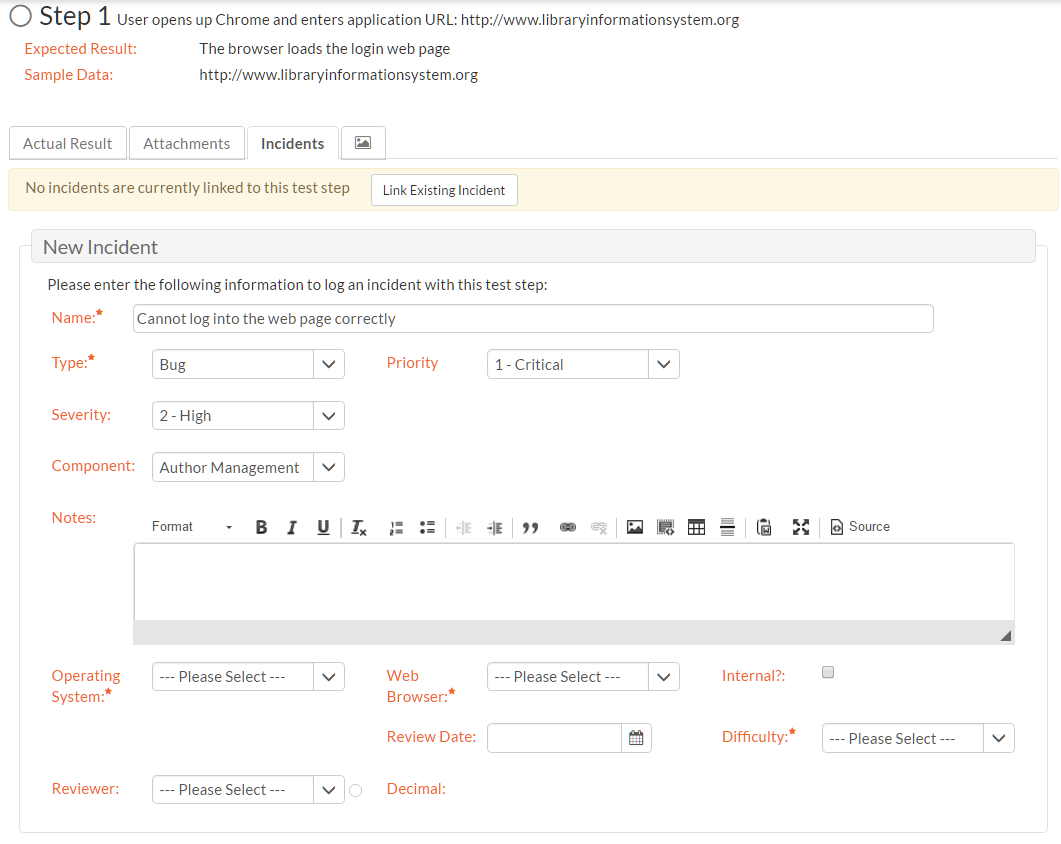 Step 1 User opens up Chrome and enters application URL: http://www.libraryinformationsystem.org
Expected Result: The browser loads the login web page
Sample Data: http://www.libraryinformationsystem.org
Actual Result Attachments Incidents
No incidents are currently linked to this test step Link Existing Incident
New Incident
Please enter the following information to log an incident with this test step:
Name:* Cannot log into the web page correctly
Type:* Bug Priority 1 - Critical
Severity: 2 - High
Component: Author Management
Notes: Format B I U Tx Source
Operating System:* --- Please Select --- Web Browser:* --- Please Select --- Internal?:
Review Date: Difficulty:* --- Please Select ---
Reviewer: --- Please Select --- Decimal: